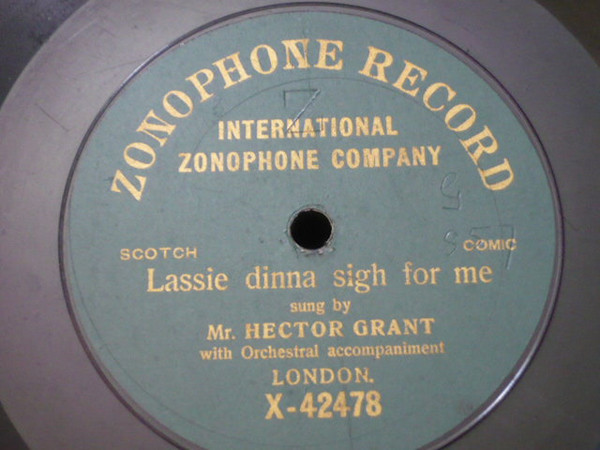 ZONOPHONE RECORD
INTERNATIONAL
ZONOPHONE COMPANY
SCOTCH COMIC
Lassie dinna sigh for me
sung by
Mr. HECTOR GRANT
with Orchestral accompaniment
LONDON.
X-42478